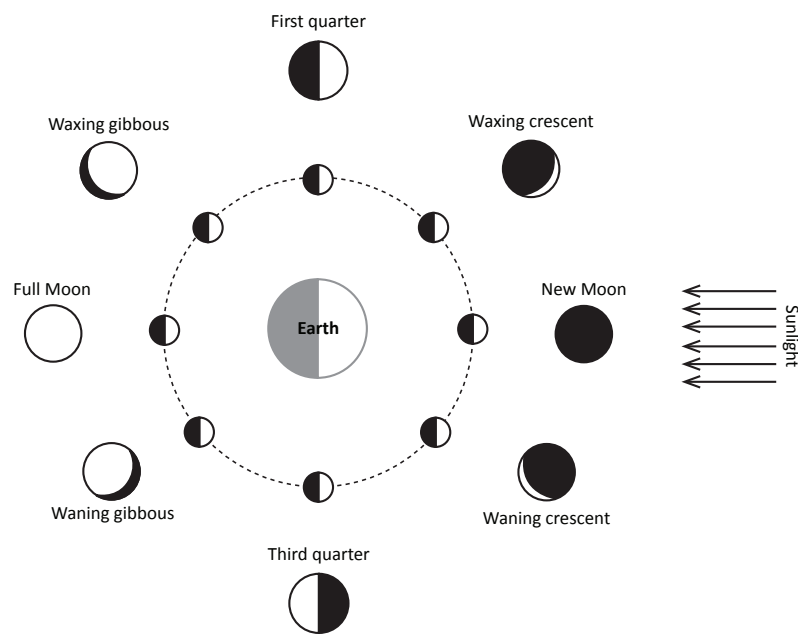 First quarter
Waxing gibbous
Waxing crescent
Full Moon
Earth
New Moon
Sunlight
Waning gibbous
Waning crescent
Third quarter